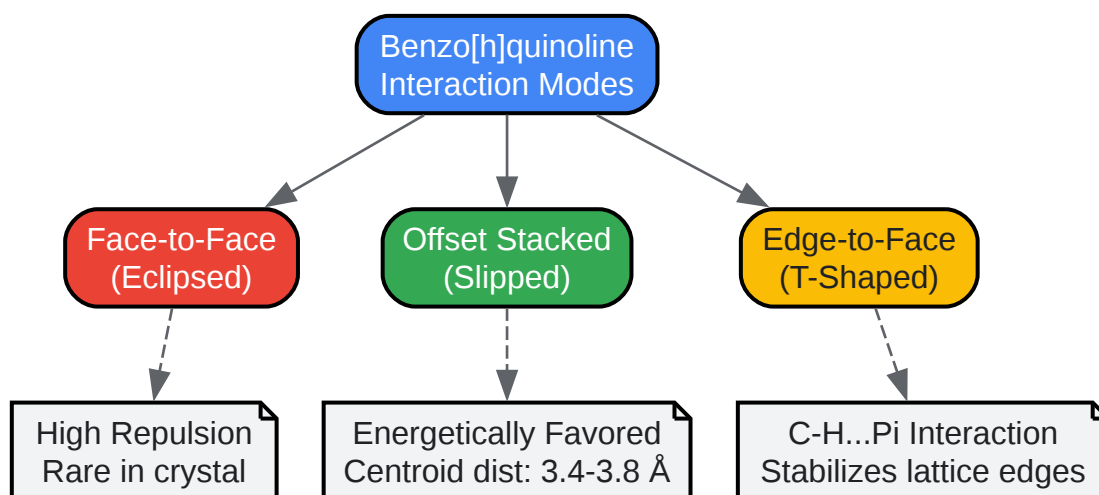 Benzo[h]quinoline
Interaction Modes
Face-to-Face
(Eclipsed)
Offset Stacked
(Slipped)
Edge-to-Face
(T-Shaped)
High Repulsion
Rare in crystal
Energetically Favored
Centroid dist: 3.4-3.8 Å
C-H...Pi Interaction
Stabilizes lattice edges